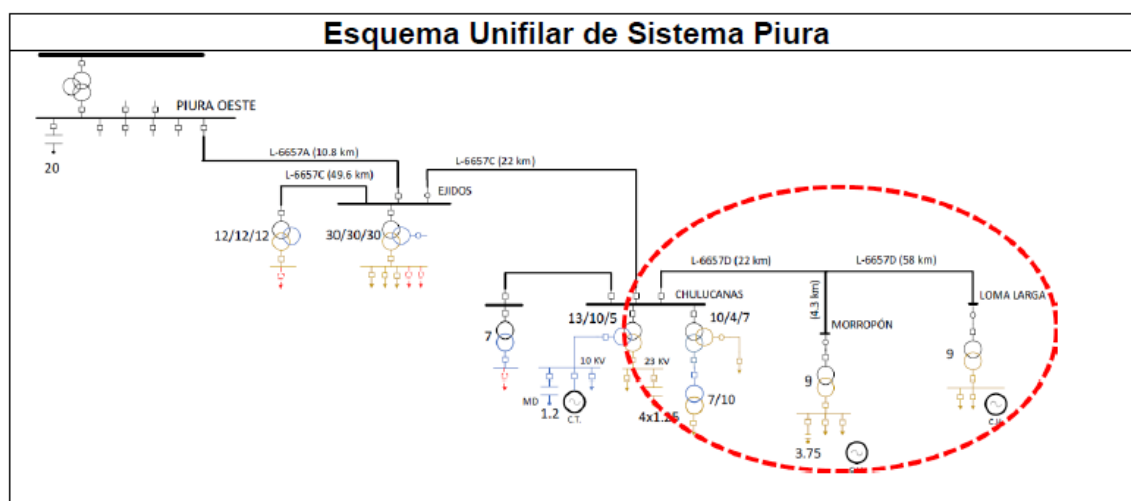 Esquema Unifilar de Sistema Piura
PIURA OESTE
20
L-6657A (10.8 km)
L-6657C (22 km)
L-6657C (49.6 km)
EJIDOS
12/12/12
30/30/30
L-6657D (22 km)
L-6657D (58 km)
CHULUCANAS
LOMA LARGA
(4.3 km)
MORROPÓN
13/10/5
10/4/7
7
9
9
10 KV
23 KV
7/10
MD
1.2
C.T.
4x1.25
3.75